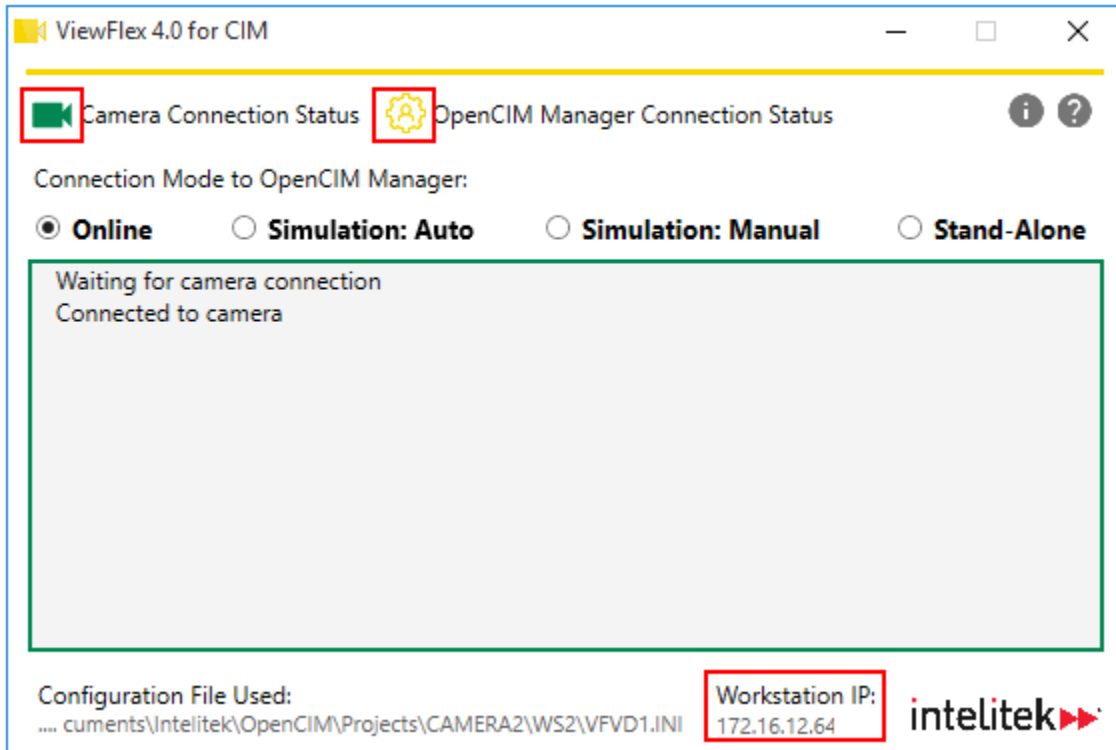 ViewFlex 4.0 for CIM
Camera Connection Status OpenCIM Manager Connection Status
Connection Mode to OpenCIM Manager:
Online Simulation: Auto Simulation: Manual Stand-Alone
Waiting for camera connection
Connected to camera
Configuration File Used:
.... cuments\Intelitek\OpenCIM\Projects\CAMERA2\WS2\VFVD1.INI
Workstation IP:
172.16.12.64
intelitek